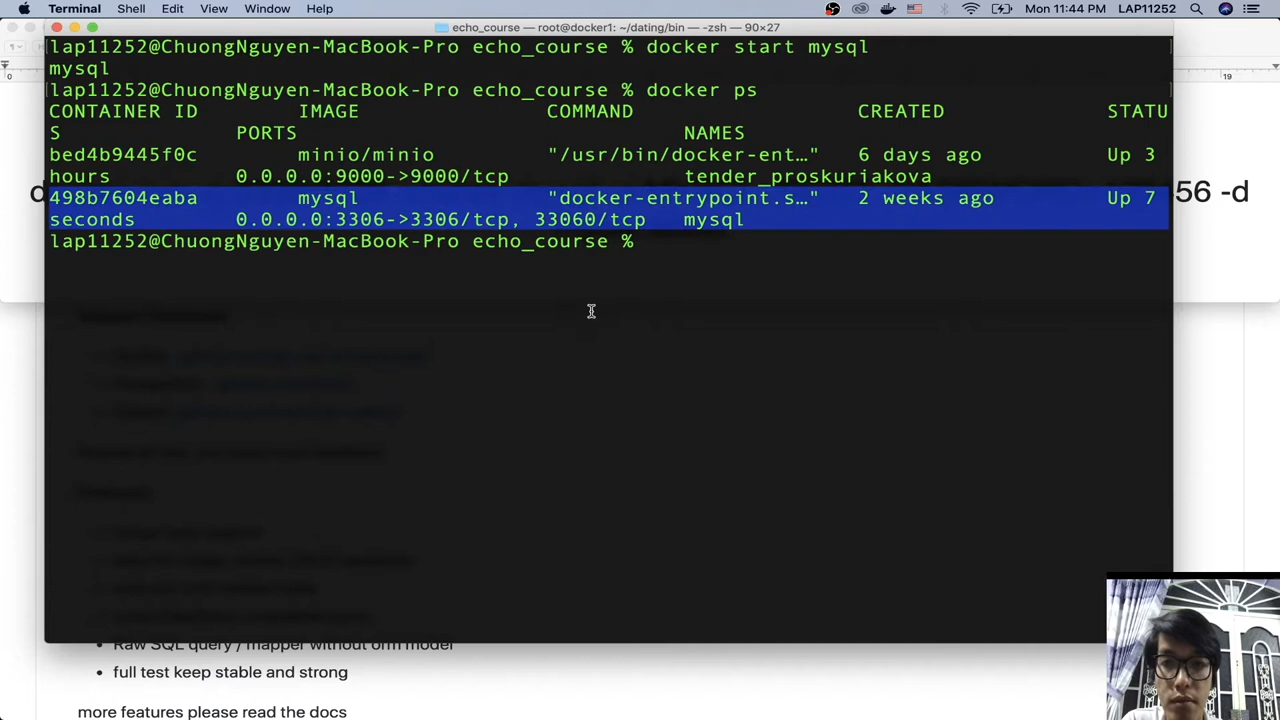 Terminal Shell Edit View Window Help Mon 11:44 PM LAP11252
echo_course — root@docker1: ~/dating/bin — -zsh — 90×27
lap11252@ChuongNguyen-MacBook-Pro echo_course % docker start mysql
mysql
lap11252@ChuongNguyen-MacBook-Pro echo_course % docker ps
CONTAINER ID IMAGE COMMAND CREATED STATU
S PORTS NAMES
bed4b9445f0c minio/minio "/usr/bin/docker-ent…" 6 days ago Up 3
hours 0.0.0.0:9000->9000/tcp tender_proskuriakova
498b7604eaba mysql "docker-entrypoint.s…" 2 weeks ago Up 7
seconds 0.0.0.0:3306->3306/tcp, 33060/tcp mysql
lap11252@ChuongNguyen-MacBook-Pro echo_course %
0 19
d 56 -d
• Raw SQL query / mapper without orm model
• full test keep stable and strong
more features please read the docs